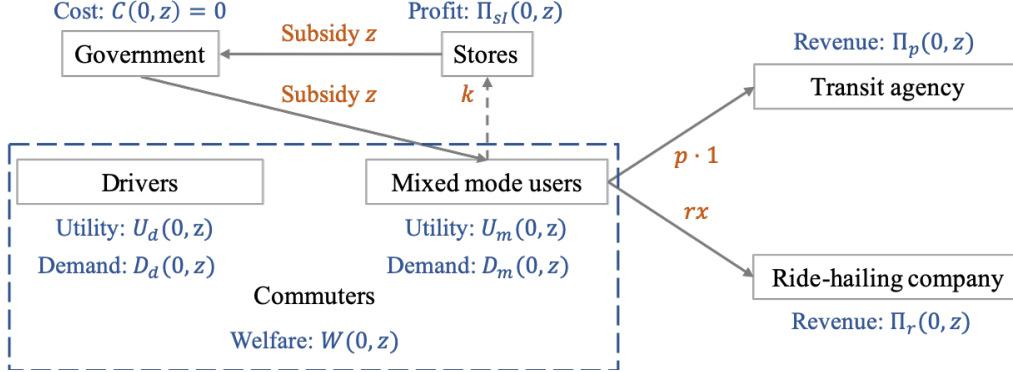 Cost: C(0, z) = 0
Profit: Π_sI(0, z)
Government
Subsidy z
Stores
Revenue: Π_p(0, z)
Subsidy z
k
Transit agency
p · 1
Drivers
Mixed mode users
rx
Utility: U_d(0, z)
Utility: U_m(0, z)
Demand: D_d(0, z)
Demand: D_m(0, z)
Ride-hailing company
Commuters
Revenue: Π_r(0, z)
Welfare: W(0, z)